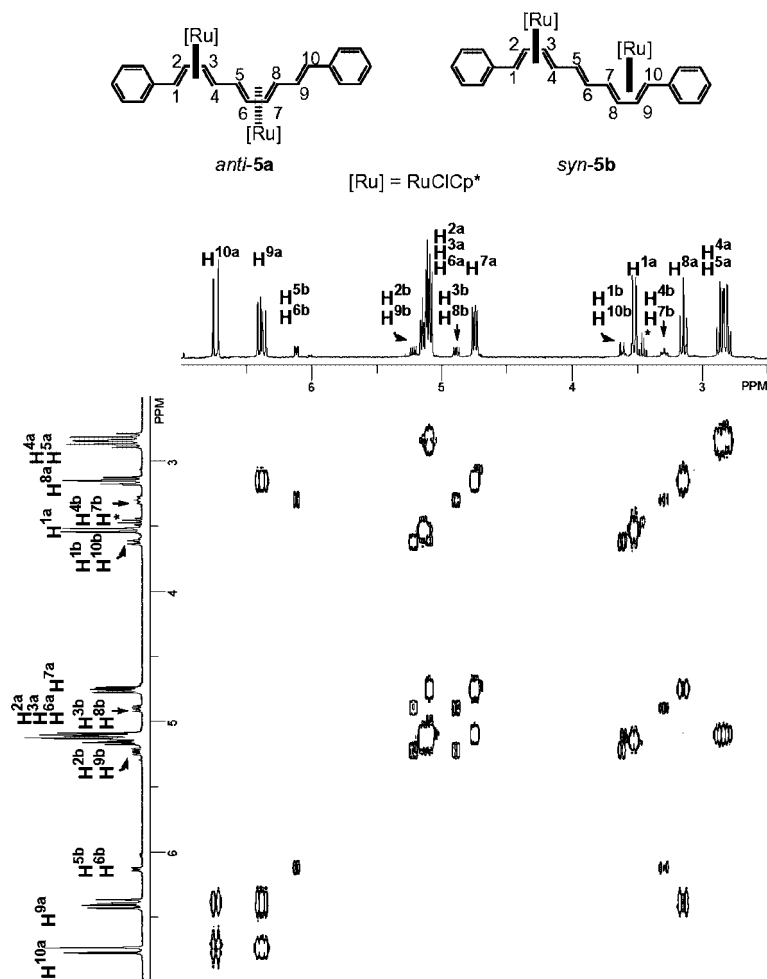 [Ru] [Ru]
[Ru]
2 3 5 8 10
1 4 6 7 9
[Ru]
2 3 5 7 10
1 4 6 8 9
anti-5a syn-5b
[Ru] = RuClCp*
H10a H9a H5b H6b H2b H9b H2a H3a H6a H3b H8b H7a H1b H10b H1a H4b H7b * H8a H4a H5a
6 5 4 3 PPM
PPM
3
4
5
6
H4a H5a
H8a
H4b H7b *
H1a
H1b H10b
H7a
H2a H3a H6a H3b H8b
H2b H9b
H5b H6b
H9a
H10a